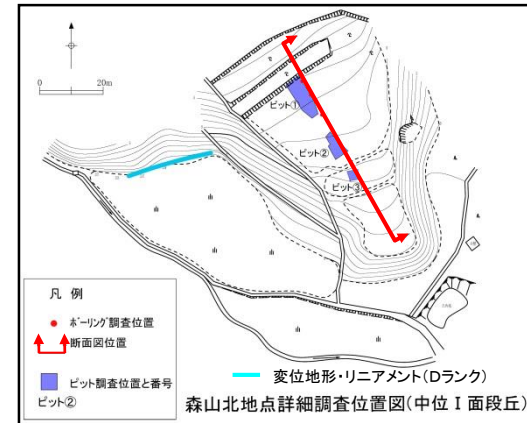 0
20m
ピット①
ピット②
ピット③
凡 例
ボーリング調査位置
断面図位置
ピット調査位置と番号
ピット②
変位地形・リニアメント(Dランク)
森山北地点詳細調査位置図(中位Ⅰ面段丘)